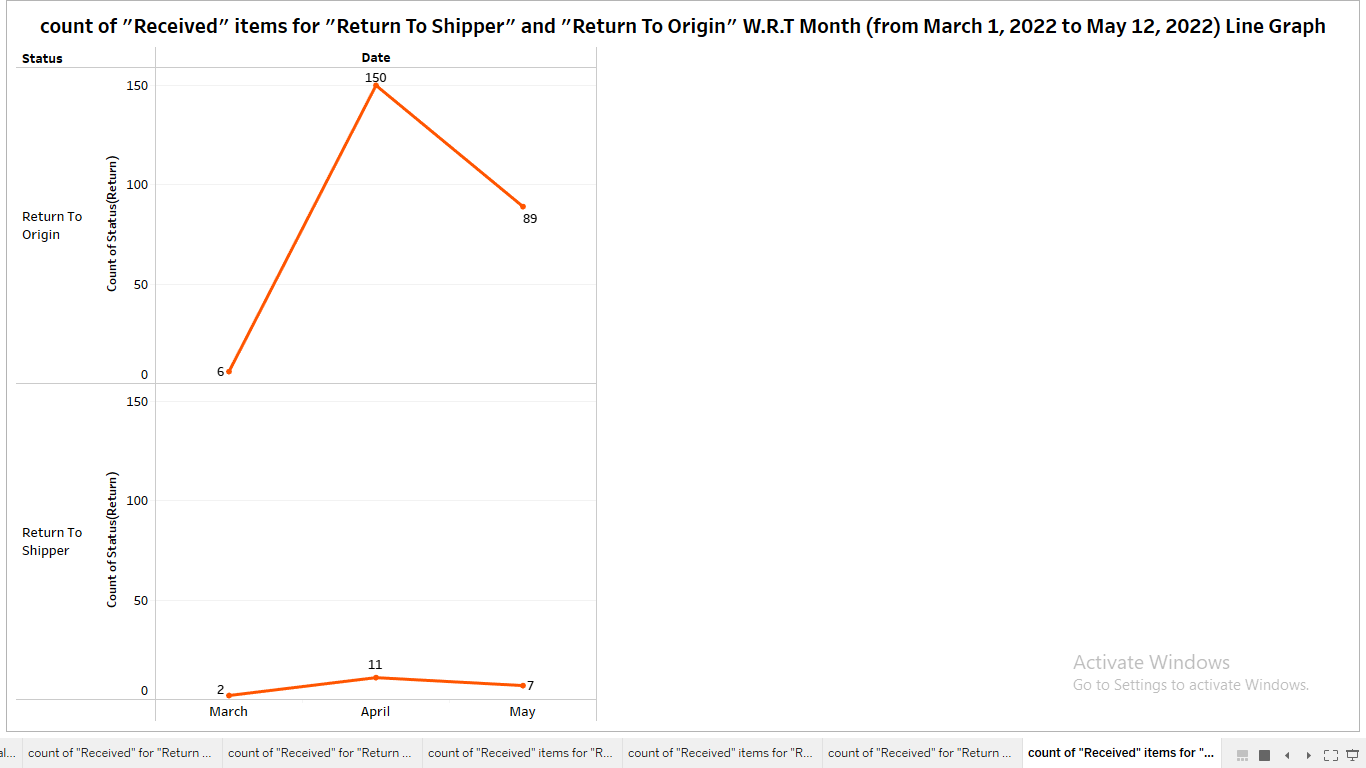 count of ”Received” items for ”Return To Shipper” and ”Return To Origin” W.R.T Month (from March 1, 2022 to May 12, 2022) Line Graph
Status
Date
Return To
Origin
Count of Status(Return)
150
100
50
0
150
89
6
Return To
Shipper
Count of Status(Return)
150
100
50
0
2
11
7
March April May
Activate Windows
Go to Settings to activate Windows.
al... count of "Received" for "Return ... count of "Received" for "Return ... count of "Received" items for "R... count of "Received" items for "R... count of "Received" for "Return ... count of "Received" items for "...